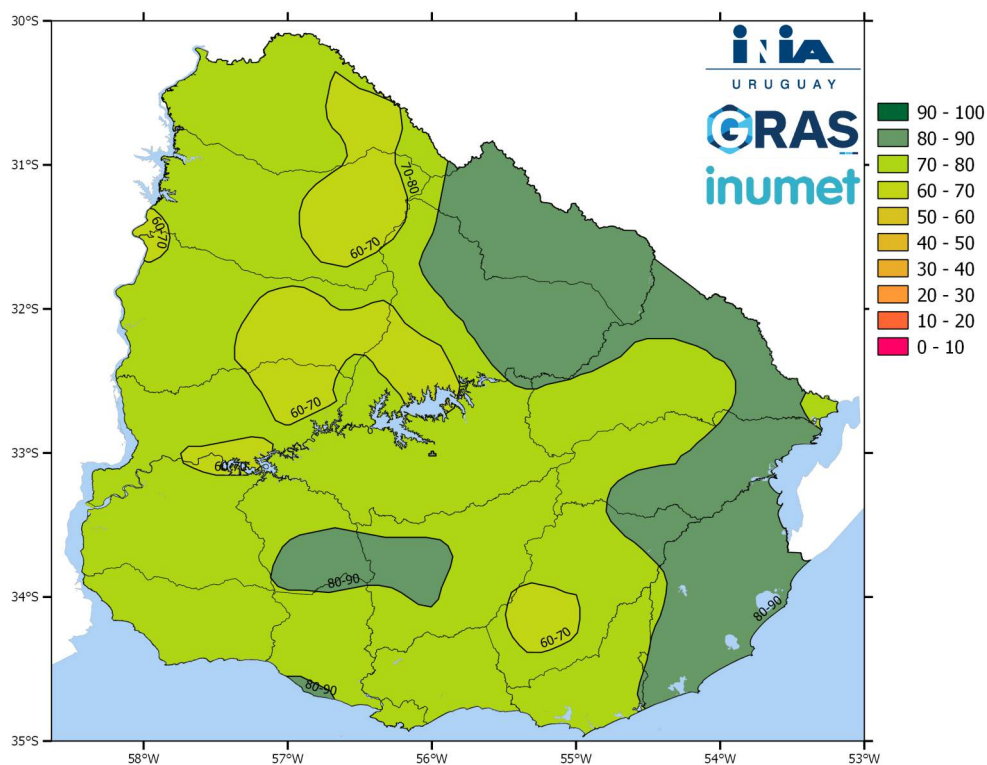 30°S
31°S
32°S
33°S
34°S
35°S
58°W
57°W
56°W
55°W
54°W
53°W
iNiA
URUGUAY
GRAS
inumet
90 - 100
80 - 90
70 - 80
60 - 70
50 - 60
40 - 50
30 - 40
20 - 30
10 - 20
0 - 10
70-80
60-70
60-70
60-70
60-70
80-90
60-70
80-90
80-90